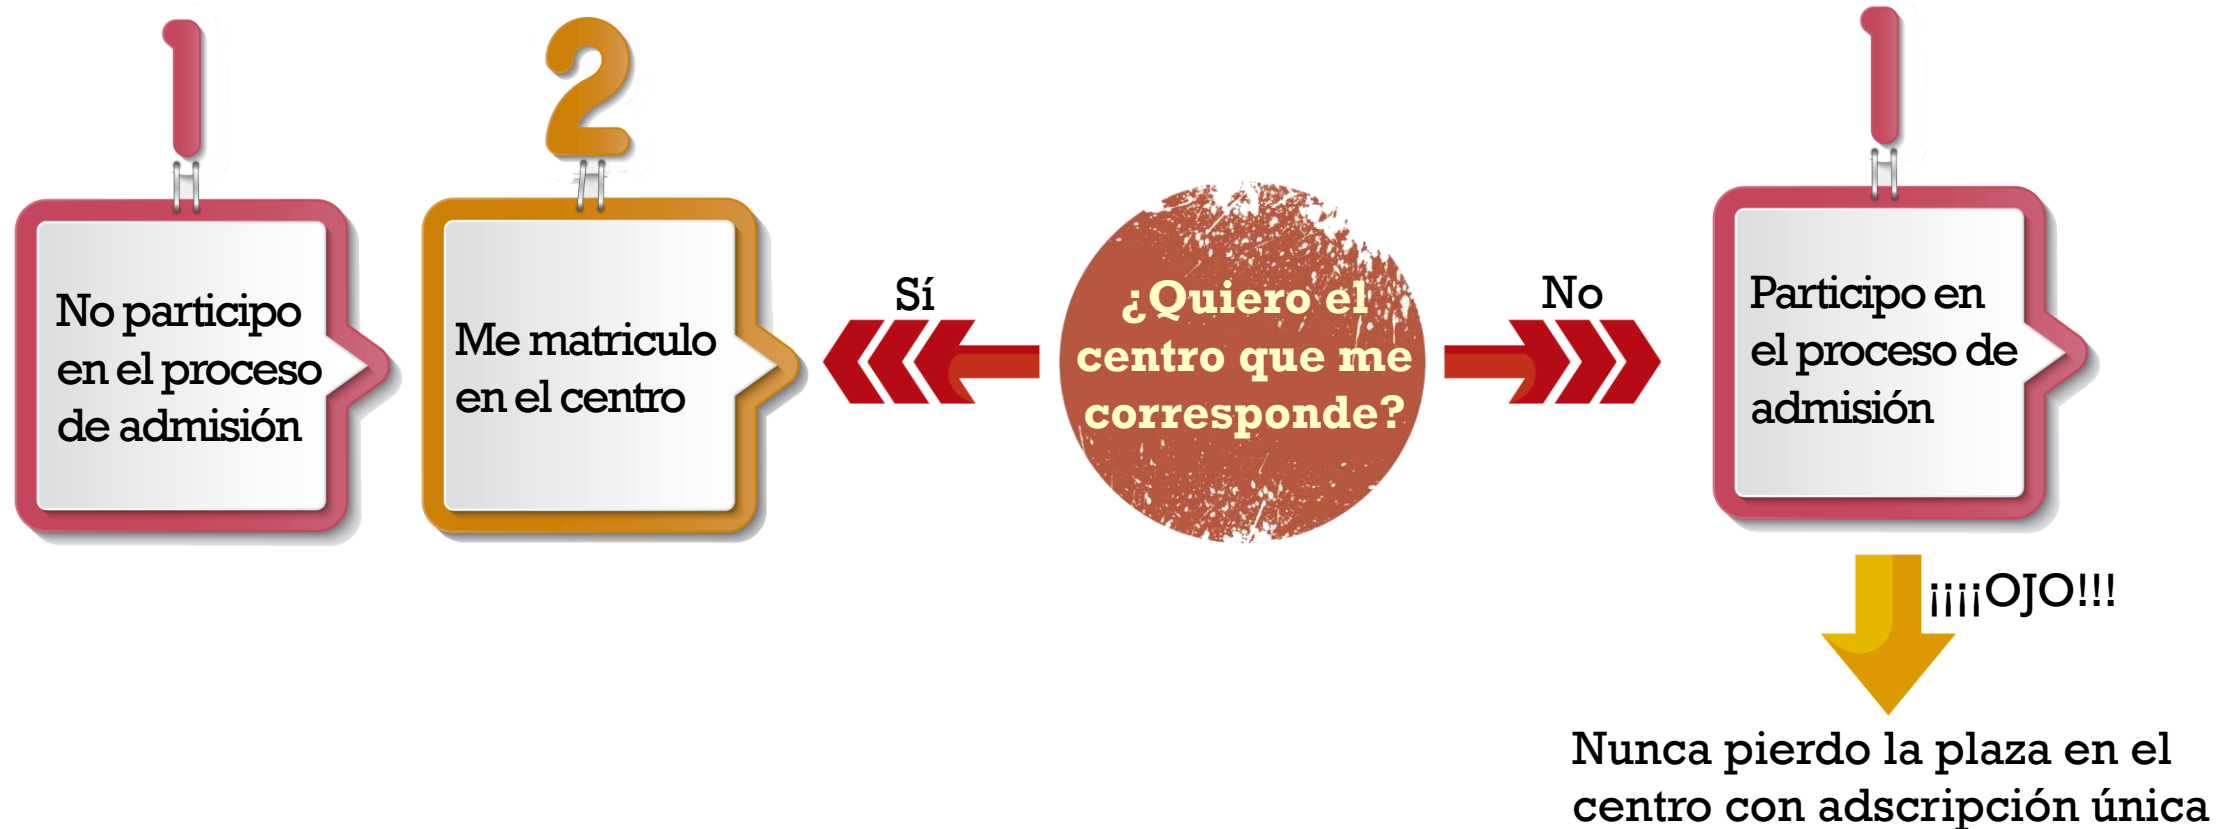 1
No participo
en el proceso
de admisión
2
Me matriculo
en el centro
Sí
¿Quiero el
centro que me
corresponde?
No
1
Participo en
el proceso de
admisión
¡¡¡¡OJO!!!
Nunca pierdo la plaza en el
centro con adscripción única